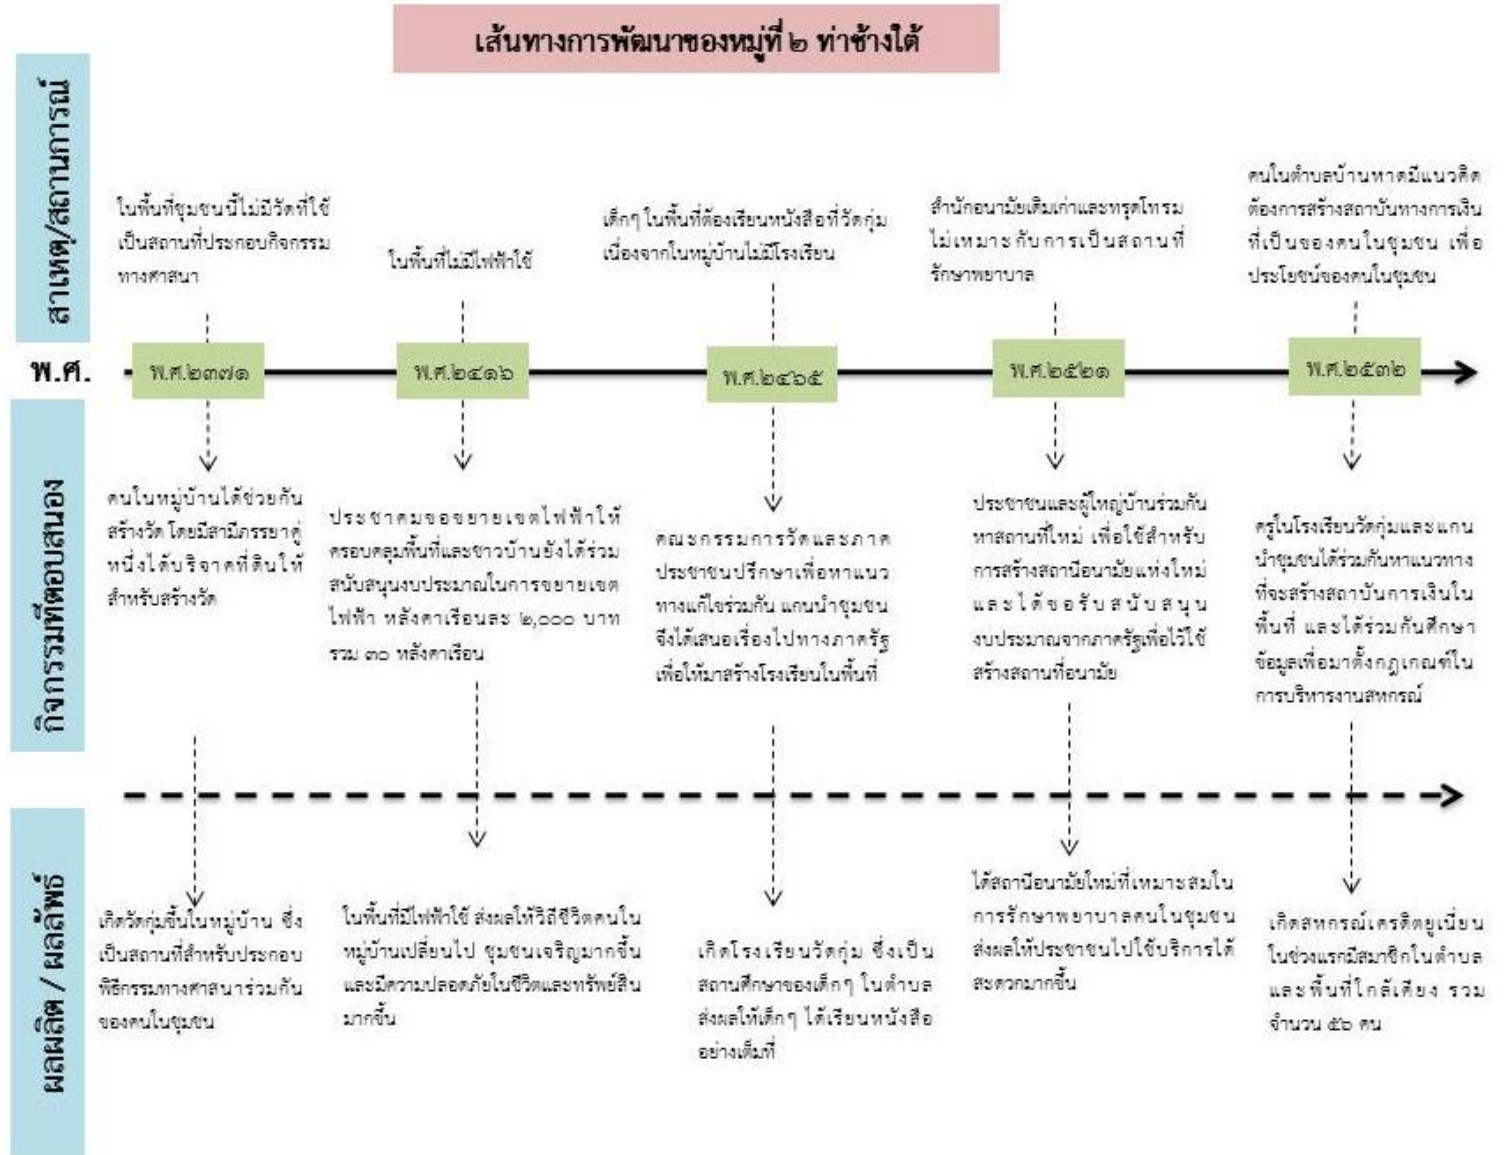 เส้นทางการพัฒนาของหมู่ที่ ๒ ท่าช้างใต้
สาเหตุ/สถานการณ์
ในพื้นที่ชุมชนนี้ไม่มีวัดที่ใช้
เป็นสถานที่ประกอบกิจกรรม
ทางศาสนา
ในพื้นที่ไม่มีไฟฟ้าใช้
เด็กๆ ในพื้นที่ต้องเรียนหนังสือที่วัดกุ่ม
เนื่องจากในหมู่บ้านไม่มีโรงเรียน
สำนักอนามัยเดิมเก่าและทรุดโทรม
ไม่เหมาะกับการเป็นสถานที่
รักษาพยาบาล
คนในตำบลบ้านหาดมีแนวคิด
ต้องการสร้างสถาบันทางการเงิน
ที่เป็นของคนในชุมชน เพื่อ
ประโยชน์ของคนในชุมชน
พ.ศ.
พ.ศ.๒๓๗๑
พ.ศ.๒๔๑๖
พ.ศ.๒๔๖๕
พ.ศ.๒๕๒๑
พ.ศ.๒๕๓๒
กิจกรรมที่ตอบสนอง
คนในหมู่บ้านได้ช่วยกัน
สร้างวัด โดยมีสามีภรรยาคู่
หนึ่งได้บริจาคที่ดินให้
สำหรับสร้างวัด
ประชาคมขอขยายเขตไฟฟ้าให้
ครอบคลุมพื้นที่และชาวบ้านยังได้ร่วม
สนับสนุนงบประมาณในการขยายเขต
ไฟฟ้า หลังคาเรือนละ ๒,๐๐๐ บาท
รวม ๓๐ หลังคาเรือน
คณะกรรมการวัดและภาค
ประชาชนปรึกษาเพื่อหาแนว
ทางแก้ไขร่วมกัน แกนนำชุมชน
จึงได้เสนอเรื่องไปทางภาครัฐ
เพื่อให้มาสร้างโรงเรียนในพื้นที่
ประชาชนและผู้ใหญ่บ้านร่วมกัน
หาสถานที่ใหม่ เพื่อใช้สำหรับ
การสร้างสถานีอนามัยแห่งใหม่
และได้ขอรับสนับสนุน
งบประมาณจากภาครัฐเพื่อไว้ใช้
สร้างสถานที่อนามัย
ครูในโรงเรียนวัดกุ่มและแกน
นำชุมชนได้ร่วมกันหาแนวทาง
ที่จะสร้างสถาบันการเงินใน
พื้นที่ และได้ร่วมกันศึกษา
ข้อมูลเพื่อมาตั้งกฎเกณฑ์ใน
การบริหารงานสหกรณ์
ผลผลิต / ผลลัพธ์
เกิดวัดกุ่มขึ้นในหมู่บ้าน ซึ่ง
เป็นสถานที่สำหรับประกอบ
พิธีกรรมทางศาสนาร่วมกัน
ของคนในชุมชน
ในพื้นที่มีไฟฟ้าใช้ ส่งผลให้วิถีชีวิตคนใน
หมู่บ้านเปลี่ยนไป ชุมชนเจริญมากขึ้น
และมีความปลอดภัยในชีวิตและทรัพย์สิน
มากขึ้น
เกิดโรงเรียนวัดกุ่ม ซึ่งเป็น
สถานศึกษาของเด็กๆ ในตำบล
ส่งผลให้เด็กๆ ได้เรียนหนังสือ
อย่างเต็มที่
ได้สถานีอนามัยใหม่ที่เหมาะสมใน
การรักษาพยาบาลคนในชุมชน
ส่งผลให้ประชาชนไปใช้บริการได้
สะดวกมากขึ้น
เกิดสหกรณ์เครดิตยูเนี่ยน
ในช่วงแรกมีสมาชิกในตำบล
และพื้นที่ใกล้เคียง รวม
จำนวน ๕๖ คน